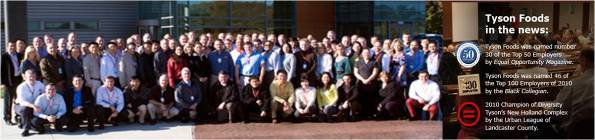 Tyson Foods
in the news:
50
Tyson Foods was named number
30 of the Top 50 Employers
by Equal Opportunity Magazine.
Tyson Foods was named 46 of
the Top 100 Employers of 2010
by the Black Collegian.
2010 Champion of Diversity
Tyson's New Holland Complex
by the Urban League of
Landcaster County.